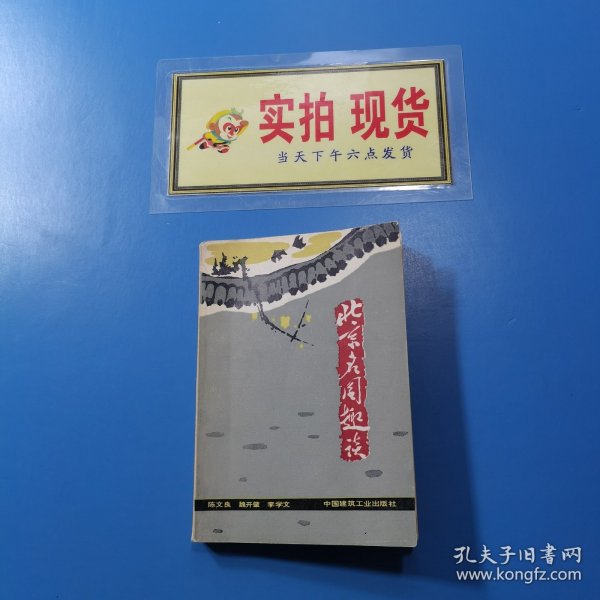 实拍 现货
当天下午六点发货
北京名园趣谈
陈文良 魏开肇 李学文 中国建筑工业出版社
孔夫子旧书网
www.kongfz.com